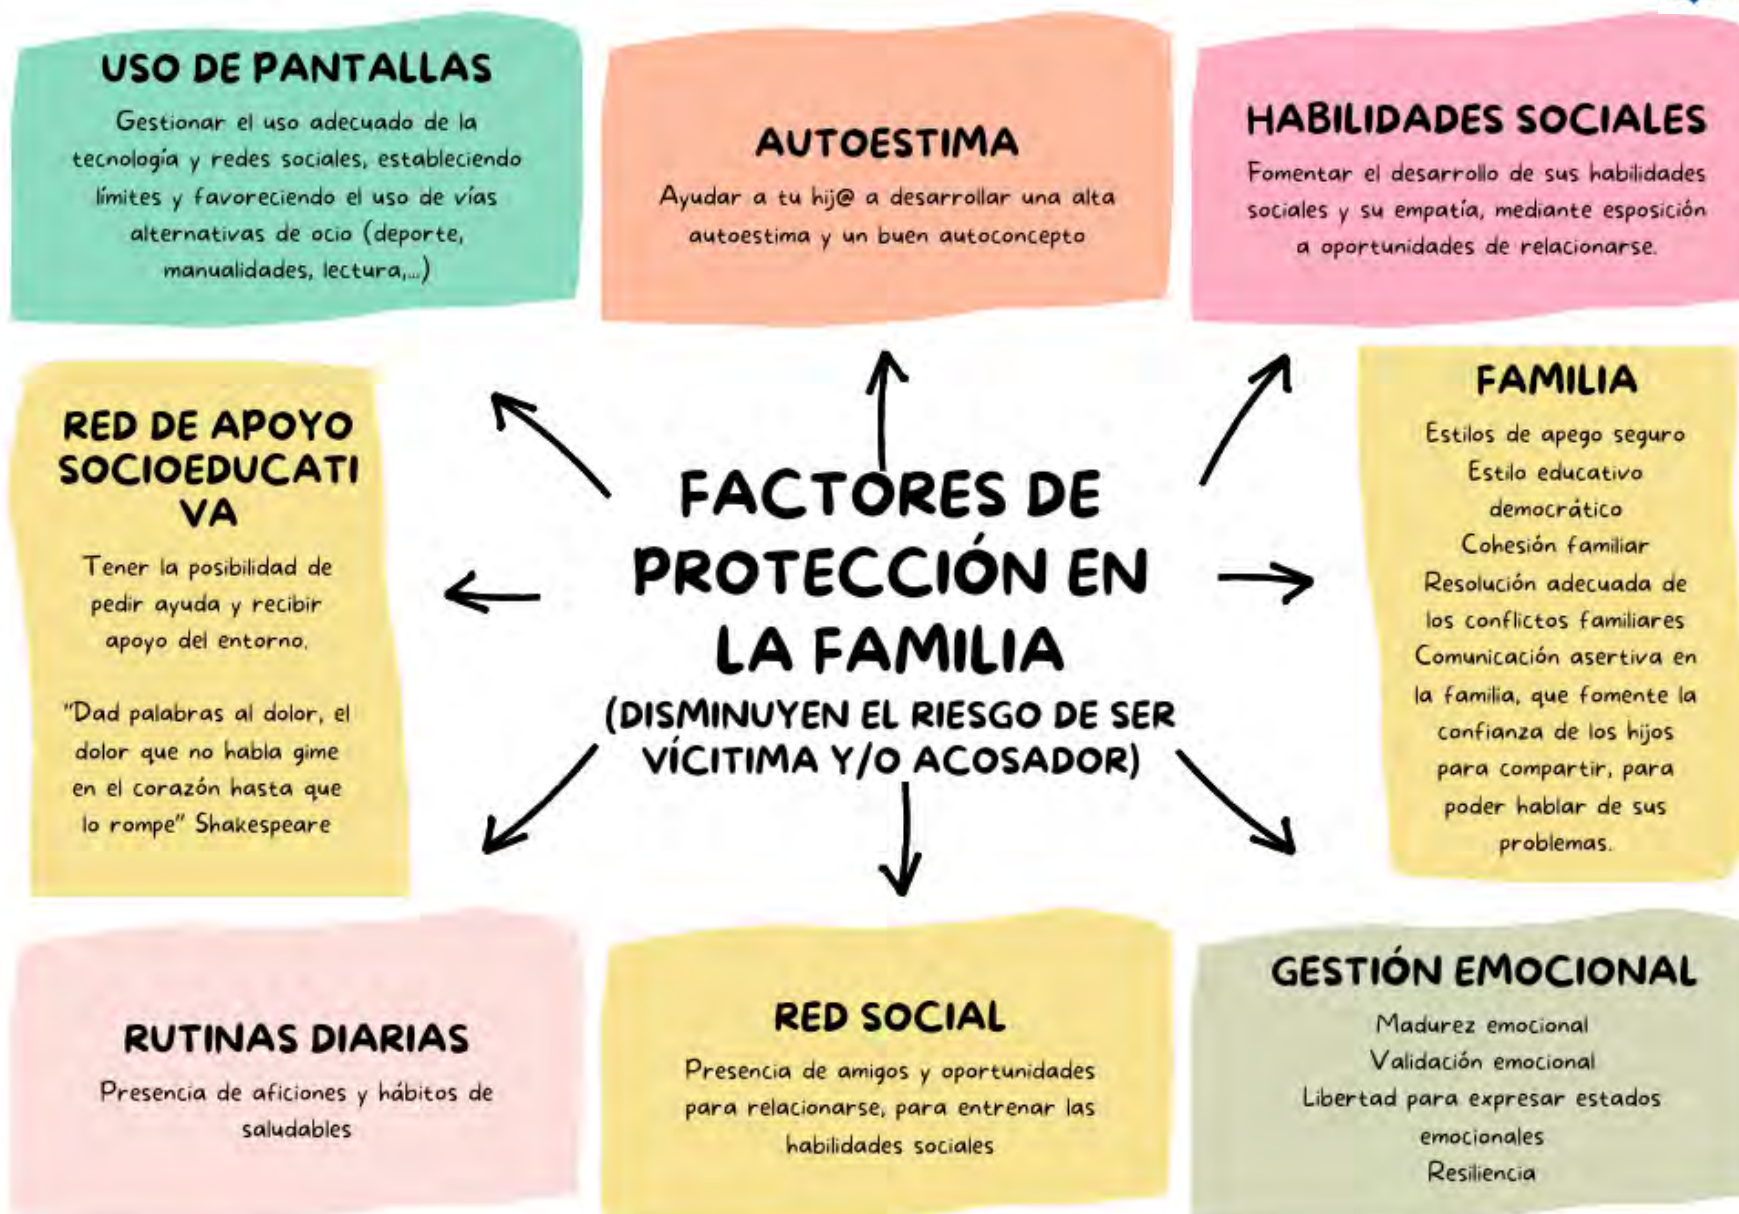 USO DE PANTALLAS
Gestionar el uso adecuado de la
tecnología y redes sociales, estableciendo
límites y favoreciendo el uso de vías
alternativas de ocio (deporte,
manualidades, lectura,...)
AUTOESTIMA
Ayudar a tu hij@ a desarrollar una alta
autoestima y un buen autoconcepto
HABILIDADES SOCIALES
Fomentar el desarrollo de sus habilidades
sociales y su empatía, mediante esposición
a oportunidades de relacionarse.
RED DE APOYO
SOCIOEDUCATI
VA
Tener la posibilidad de
pedir ayuda y recibir
apoyo del entorno.
"Dad palabras al dolor, el
dolor que no habla gime
en el corazón hasta que
lo rompe" Shakespeare
FACTORES DE
PROTECCIÓN EN
LA FAMILIA
(DISMINUYEN EL RIESGO DE SER
VÍCITIMA Y/O ACOSADOR)
FAMILIA
Estilos de apego seguro
Estilo educativo
democrático
Cohesión familiar
Resolución adecuada de
los conflictos familiares
Comunicación asertiva en
la familia, que fomente la
confianza de los hijos
para compartir, para
poder hablar de sus
problemas.
RUTINAS DIARIAS
Presencia de aficiones y hábitos de
saludables
RED SOCIAL
Presencia de amigos y oportunidades
para relacionarse, para entrenar las
habilidades sociales
GESTIÓN EMOCIONAL
Madurez emocional
Validación emocional
Libertad para expresar estados
emocionales
Resiliencia